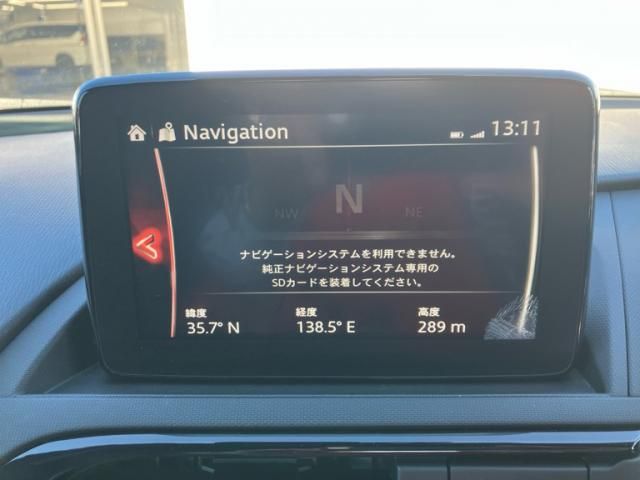 Navigation 13:11
W N E
NW NE
ナビゲーションシステムを利用できません。
純正ナビゲーションシステム専用の
SDカードを装着してください。
緯度 経度 高度
35.7° N 138.5° E 289 m